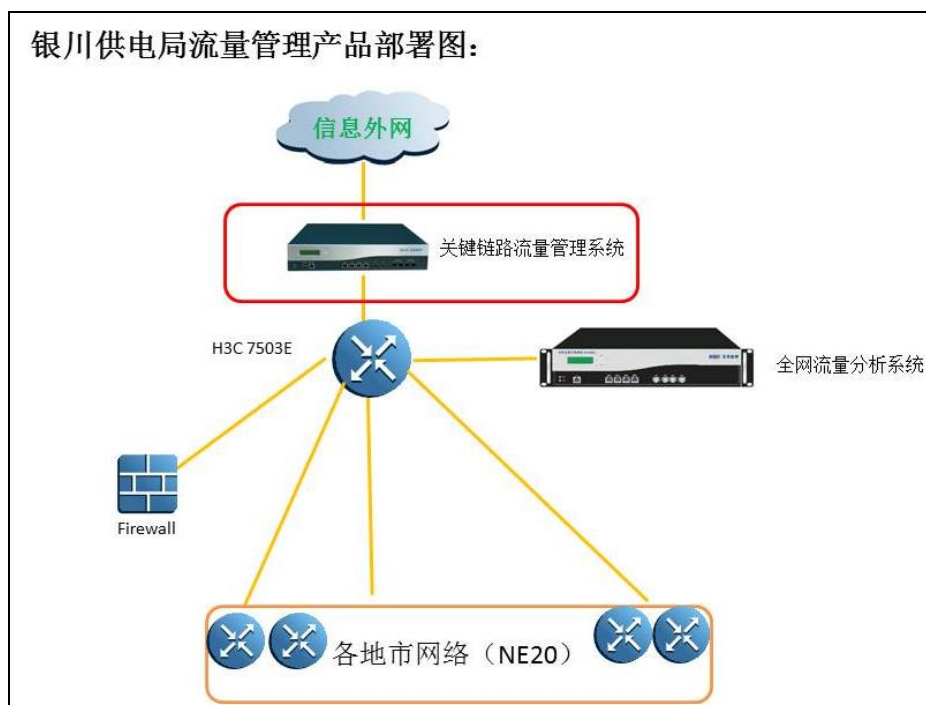 银川供电局流量管理产品部署图：
信息外网
关键链路流量管理系统
H3C 7503E
全网流量分析系统
Firewall
各地市网络（NE20）